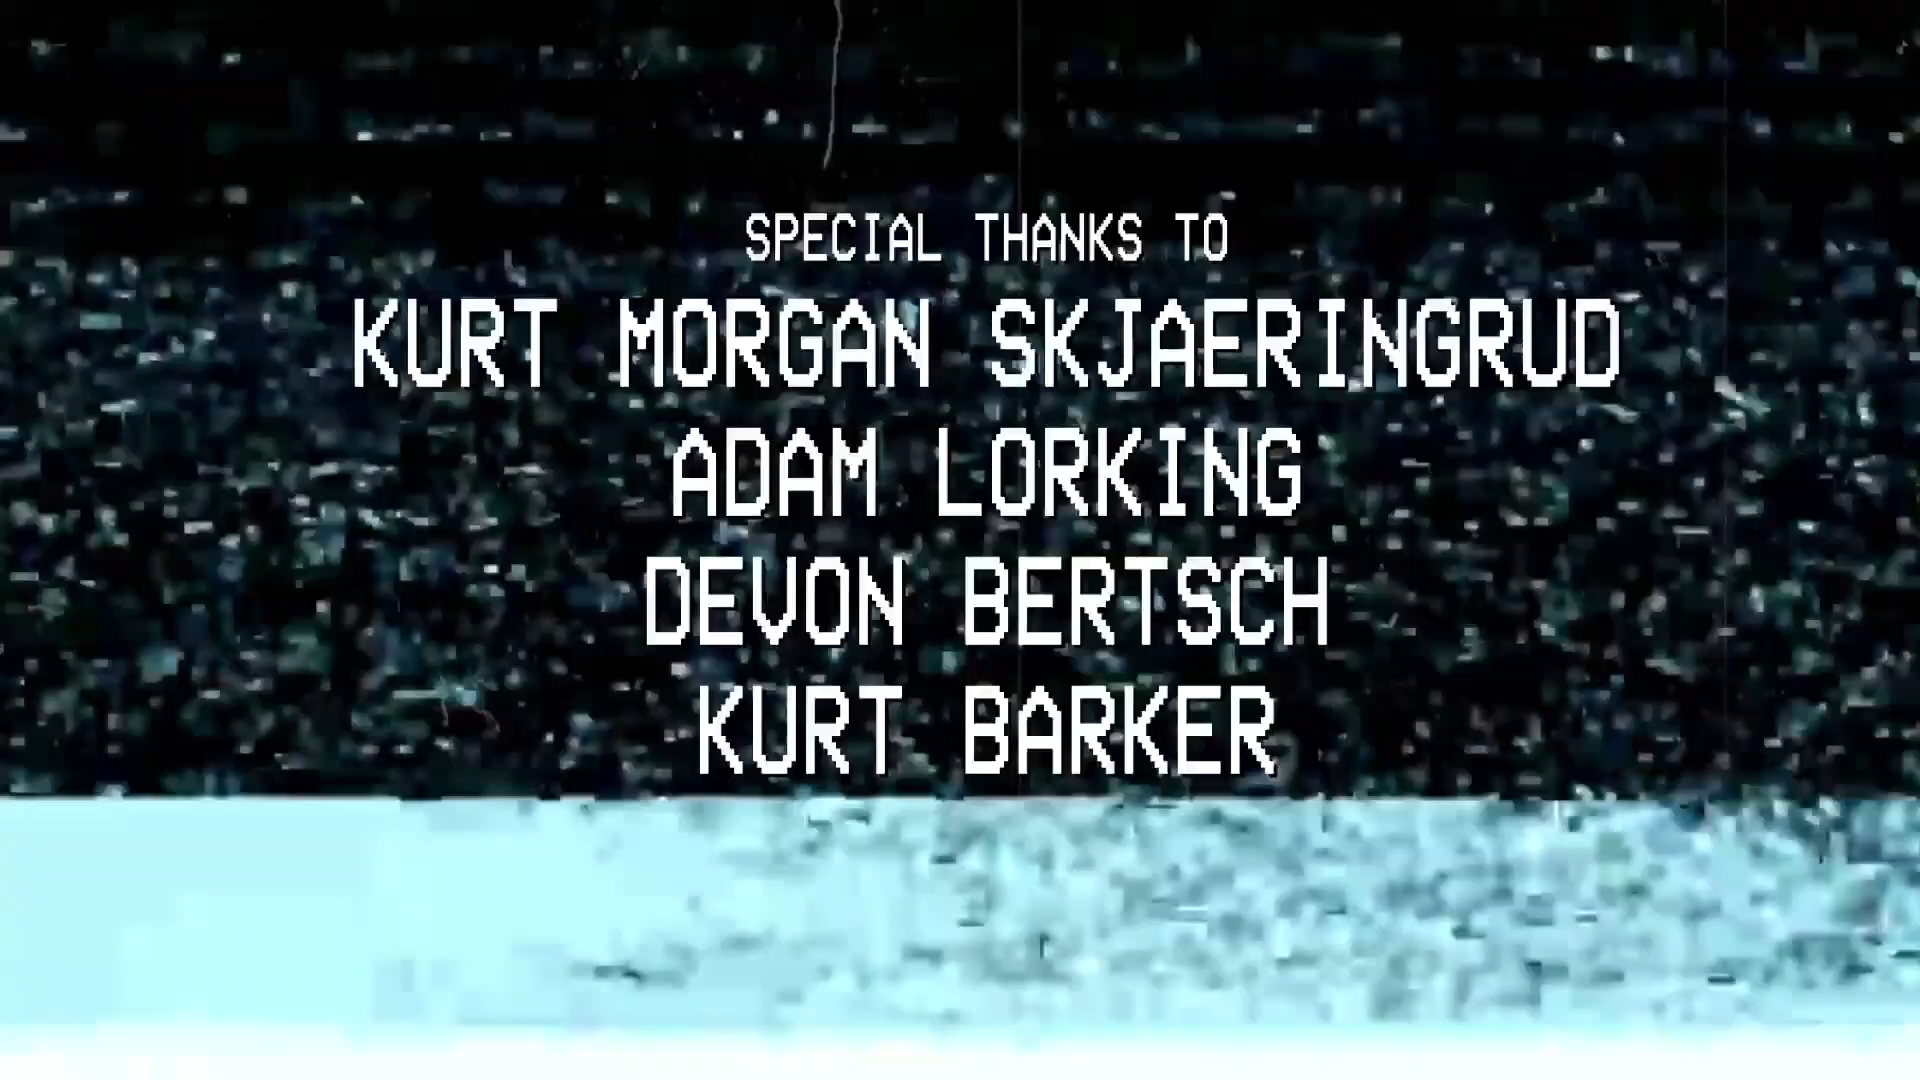 SPECIAL THANKS TO
KURT MORGAN SKJAERINGRUD
ADAM LORKING
DEVON BERTSCH
KURT BARKER